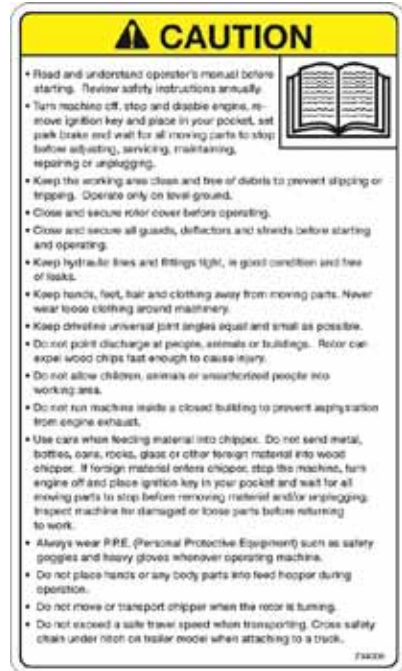 CAUTION
• Read and understand operator's manual before
starting. Review safety instructions annually.
• Turn machine off, stop and disable engine, re-
move ignition key and place in your pocket, set
park brake and wait for all moving parts to stop
before adjusting, servicing, maintaining,
repairing or unplugging.
• Keep the working area clean and free of debris to prevent slipping or
tripping. Operate only on level ground.
• Close and secure rotor cover before operating.
• Close and secure all guards, deflectors and shields before starting
and operating.
• Keep hydraulic lines and fittings tight, in good condition and free
of leaks.
• Keep hands, feet, hair and clothing away from moving parts. Never
wear loose clothing around machinery.
• Keep driveline universal joint angles equal and small as possible.
• Do not point discharge at people, animals or buildings. Rotor can
expel wood chips fast enough to cause injury.
• Do not allow children, animals or unauthorized people into
working area.
• Do not run machine inside a closed building to prevent asphyxiation
from engine exhaust.
• Use care when feeding material into chipper. Do not send metal,
bottles, cans, rocks, glass or other foreign material into wood
chipper. If foreign material enters chipper, stop the machine, turn
engine off and place ignition key in your pocket and wait for all
moving parts to stop before removing material and/or unplugging.
Inspect machine for damaged or loose parts before returning
to work.
• Always wear P.P.E. (Personal Protective Equipment) such as safety
goggles and heavy gloves whenever operating machine.
• Do not place hands or any body parts into feed hopper during
operation.
• Do not move or transport chipper when the rotor is turning.
• Do not exceed a safe travel speed when transporting. Cross safety
chain under hitch on trailer model when attaching to a truck.